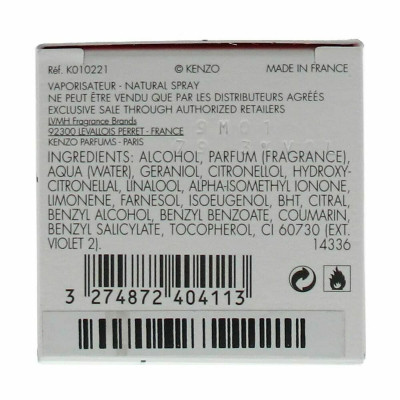 Réf. K010221 © KENZO MADE IN FRANCE
VAPORISATEUR - NATURAL SPRAY
NE PEUT ÊTRE VENDU QUE PAR LES DISTRIBUTEURS AGRÉÉS
EXCLUSIVE SALE THROUGH AUTHORIZED RETAILERS
LVMH Fragrance Brands
92300 LEVALLOIS PERRET - FRANCE
KENZO PARFUMS - PARIS
INGREDIENTS: ALCOHOL, PARFUM (FRAGRANCE),
AQUA (WATER), GERANIOL, CITRONELLOL, HYDROXY-
CITRONELLAL, LINALOOL, ALPHA-ISOMETHYL IONONE,
LIMONENE, FARNESOL, ISOEUGENOL, BHT, CITRAL,
BENZYL ALCOHOL, BENZYL BENZOATE, COUMARIN,
BENZYL SALICYLATE, TOCOPHEROL, CI 60730 (EXT.
VIOLET 2). 14336
3 274872 404113